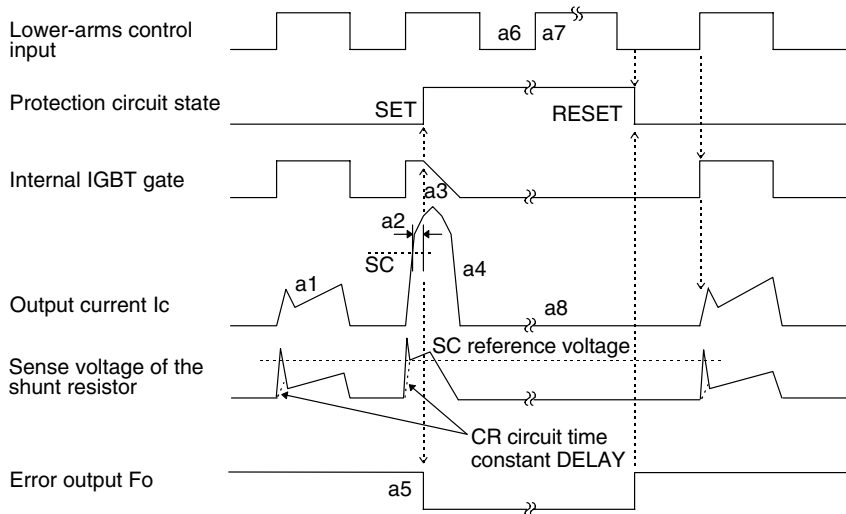 Lower-arms control
input
a6
a7
Protection circuit state
SET
RESET
Internal IGBT gate
a3
a2
SC
a4
Output current Ic
a1
a8
SC reference voltage
Sense voltage of the
shunt resistor
CR circuit time
constant DELAY
Error output Fo
a5